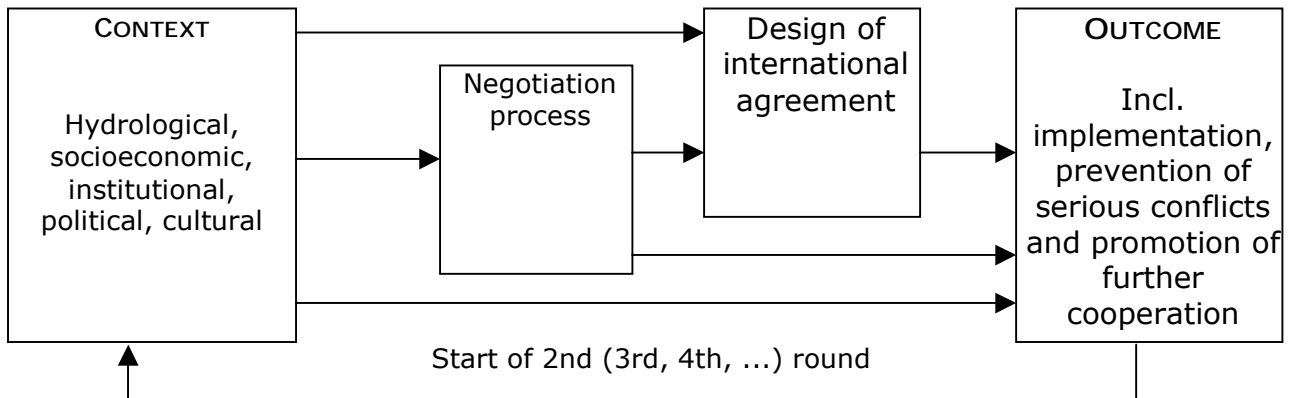 CONTEXT
Hydrological,
socioeconomic,
institutional,
political, cultural
Negotiation
process
Design of
international
agreement
OUTCOME
Incl.
implementation,
prevention of
serious conflicts
and promotion of
further
cooperation
Start of 2nd (3rd, 4th, ...) round